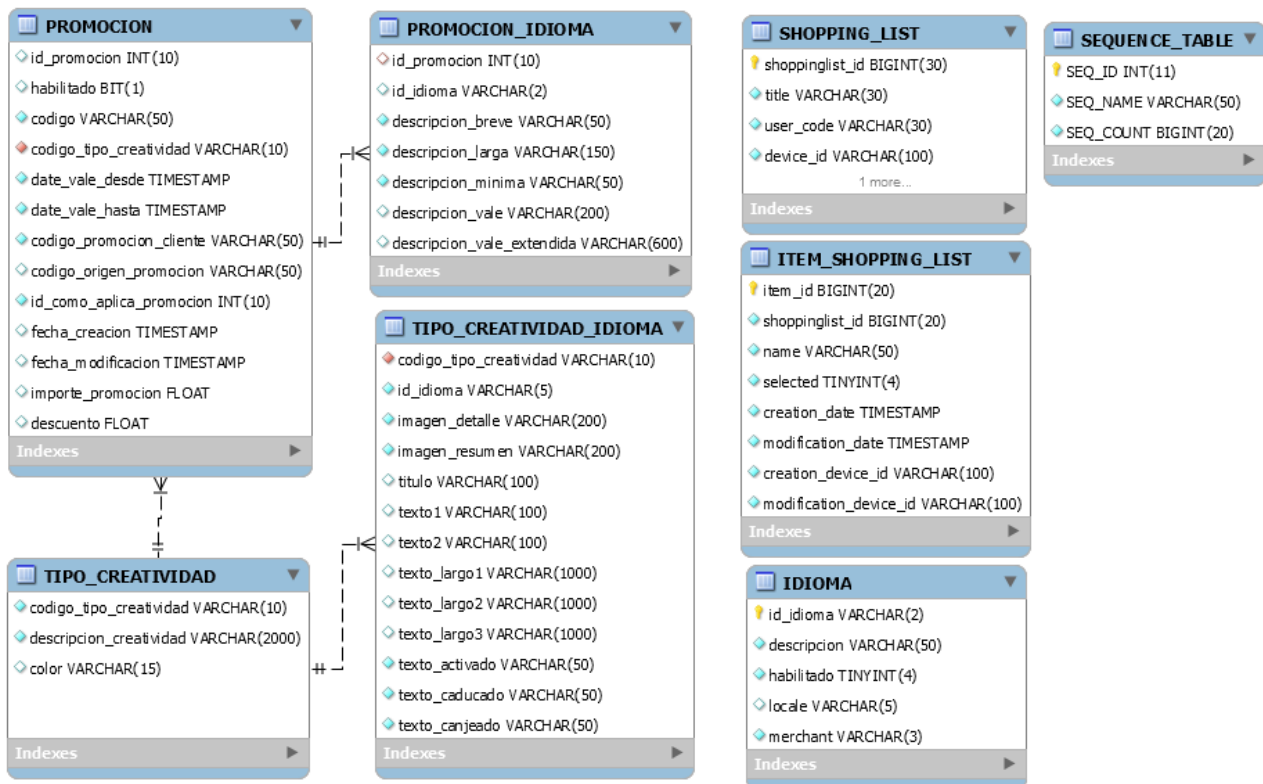 PROMOCION
id_promocion INT(10)
habilitado BIT(1)
codigo VARCHAR(50)
codigo_tipo_creatividad VARCHAR(10)
date_vale_desde TIMESTAMP
date_vale_hasta TIMESTAMP
codigo_promocion_cliente VARCHAR(50)
codigo_origen_promocion VARCHAR(50)
id_como_aplica_promocion INT(10)
fecha_creacion TIMESTAMP
fecha_modificacion TIMESTAMP
importe_promocion FLOAT
descuento FLOAT
Indexes
PROMOCION_IDIOMA
id_promocion INT(10)
id_idioma VARCHAR(2)
descripcion_breve VARCHAR(50)
descripcion_larga VARCHAR(150)
descripcion_minima VARCHAR(50)
descripcion_vale VARCHAR(200)
descripcion_vale_extendida VARCHAR(600)
Indexes
SHOPPING_LIST
shoppinglist_id BIGINT(30)
title VARCHAR(30)
user_code VARCHAR(30)
device_id VARCHAR(100)
1 more...
Indexes
SEQUENCE_TABLE
SEQ_ID INT(11)
SEQ_NAME VARCHAR(50)
SEQ_COUNT BIGINT(20)
Indexes
ITEM_SHOPPING_LIST
item_id BIGINT(20)
shoppinglist_id BIGINT(20)
name VARCHAR(50)
selected TINYINT(4)
creation_date TIMESTAMP
modification_date TIMESTAMP
creation_device_id VARCHAR(100)
modification_device_id VARCHAR(100)
Indexes
TIPO_CREATIVIDAD
codigo_tipo_creatividad VARCHAR(10)
descripcion_creatividad VARCHAR(2000)
color VARCHAR(15)
Indexes
TIPO_CREATIVIDAD_IDIOMA
codigo_tipo_creatividad VARCHAR(10)
id_idioma VARCHAR(5)
imagen_detalle VARCHAR(200)
imagen_resumen VARCHAR(200)
titulo VARCHAR(100)
texto1 VARCHAR(100)
texto2 VARCHAR(100)
texto_largo1 VARCHAR(1000)
texto_largo2 VARCHAR(1000)
texto_largo3 VARCHAR(1000)
texto_activado VARCHAR(50)
texto_caducado VARCHAR(50)
texto_canjeado VARCHAR(50)
Indexes
IDIOMA
id_idioma VARCHAR(2)
descripcion VARCHAR(50)
habilitado TINYINT(4)
locale VARCHAR(5)
merchant VARCHAR(3)
Indexes